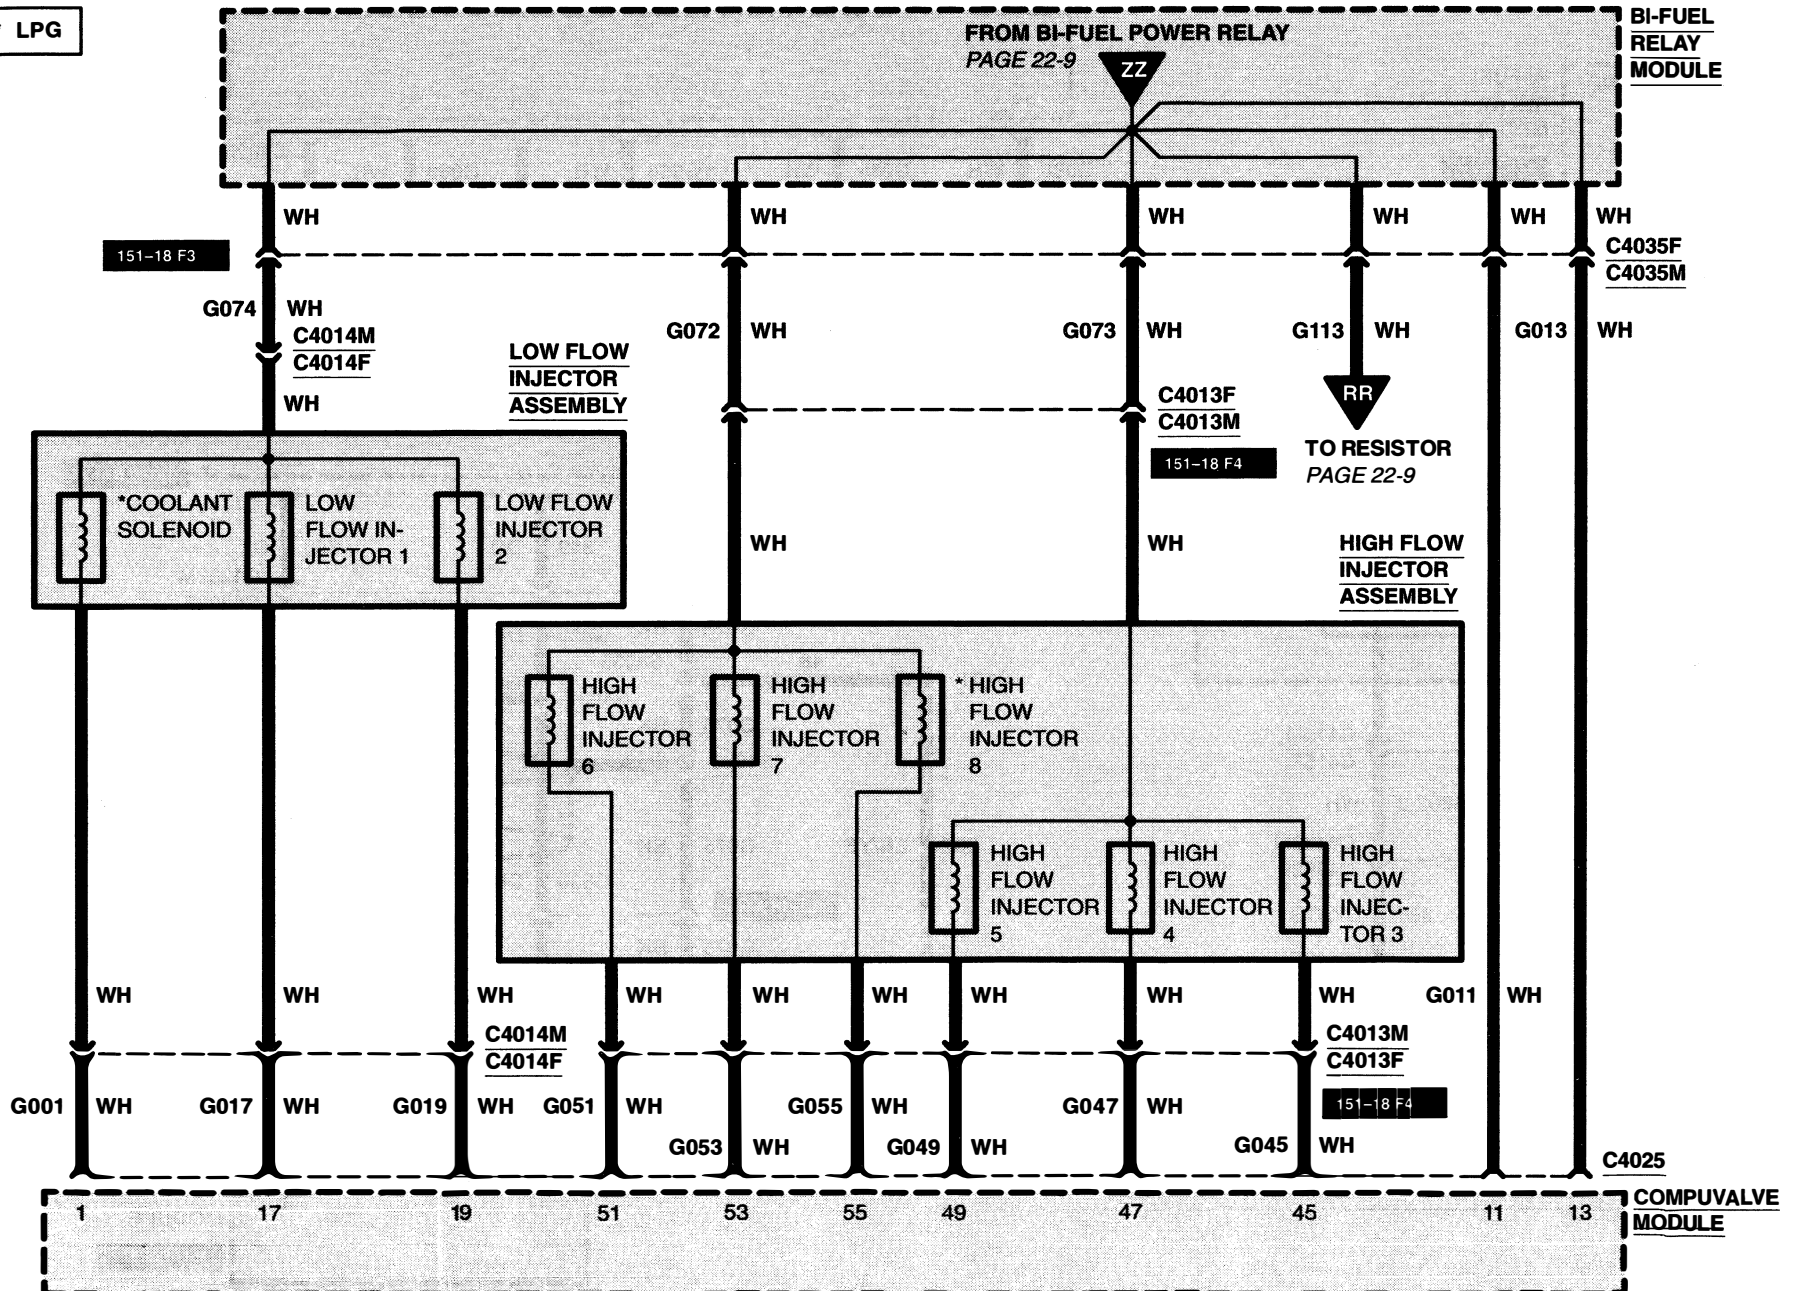 LPG
FROM BI-FUEL POWER RELAY
PAGE 22-9
ZZ
BI-FUEL
RELAY
MODULE
WH WH WH WH WH WH
151–18 F3
C4035F
C4035M
G074 WH
C4014M
C4014F
WH
G072 WH
G073 WH
G113 WH
G013 WH
LOW FLOW
INJECTOR
ASSEMBLY
C4013F
C4013M
151–18 F4
RR
TO RESISTOR
PAGE 22-9
*COOLANT
SOLENOID
LOW
FLOW IN-
JECTOR 1
LOW FLOW
INJECTOR
2
WH WH
HIGH FLOW
INJECTOR
ASSEMBLY
HIGH
FLOW
INJECTOR
6
HIGH
FLOW
INJECTOR
7
* HIGH
FLOW
INJECTOR
8
HIGH
FLOW
INJECTOR
5
HIGH
FLOW
INJECTOR
4
HIGH
FLOW
INJEC-
TOR 3
WH WH WH WH WH WH WH WH WH G011 WH
C4014M
C4014F
C4013M
C4013F
151–18 F4
G001 WH G017 WH G019 WH G051 WH G055 WH G047 WH
G053 WH G049 WH G045 WH
C4025
1 17 19 51 53 55 49 47 45 11 13
COMPUVALVE
MODULE